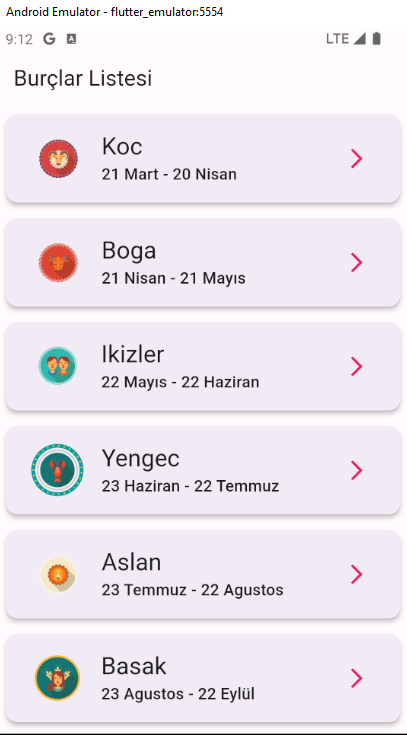 Android Emulator - flutter_emulator:5554
9:12 G A LTE
Burçlar Listesi
Koc
21 Mart - 20 Nisan
Boga
21 Nisan - 21 Mayıs
Ikizler
22 Mayıs - 22 Haziran
Yengec
23 Haziran - 22 Temmuz
Aslan
23 Temmuz - 22 Agustos
Basak
23 Agustos - 22 Eylül